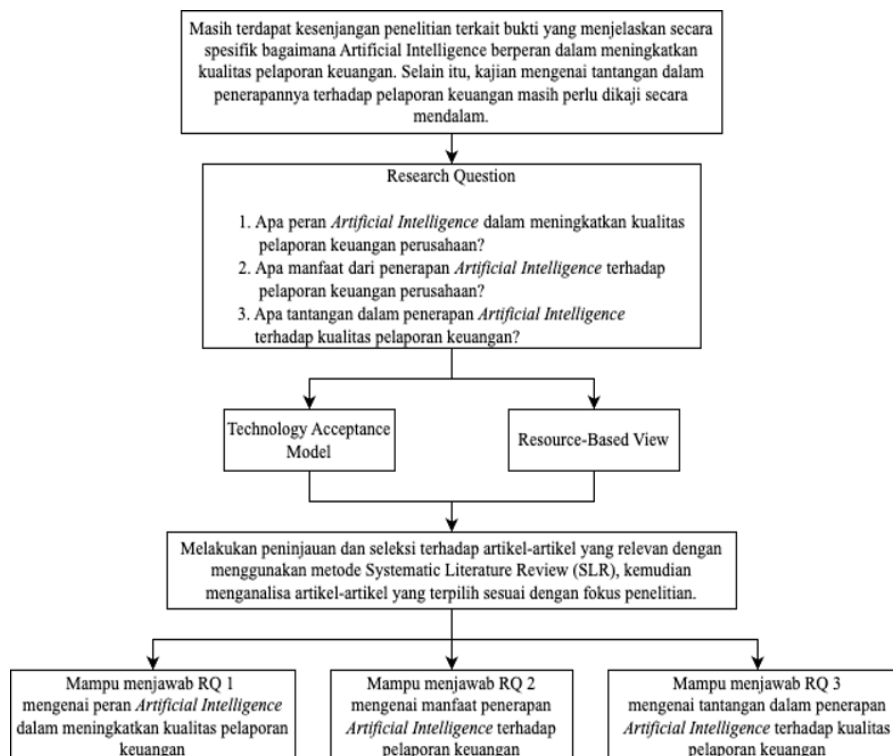 Masih terdapat kesenjangan penelitian terkait bukti yang menjelaskan secara
spesifik bagaimana Artificial Intelligence berperan dalam meningkatkan
kualitas pelaporan keuangan. Selain itu, kajian mengenai tantangan dalam
penerapannya terhadap pelaporan keuangan masih perlu dikaji secara
mendalam.
Research Question
1. Apa peran Artificial Intelligence dalam meningkatkan kualitas
pelaporan keuangan perusahaan?
2. Apa manfaat dari penerapan Artificial Intelligence terhadap
pelaporan keuangan perusahaan?
3. Apa tantangan dalam penerapan Artificial Intelligence
terhadap kualitas pelaporan keuangan?
Technology Acceptance
Model
Resource-Based View
Melakukan peninjauan dan seleksi terhadap artikel-artikel yang relevan dengan
menggunakan metode Systematic Literature Review (SLR), kemudian
menganalisa artikel-artikel yang terpilih sesuai dengan fokus penelitian.
Mampu menjawab RQ 1
mengenai peran Artificial Intelligence
dalam meningkatkan kualitas pelaporan
keuangan
Mampu menjawab RQ 2
mengenai manfaat penerapan
Artificial Intelligence terhadap
pelaporan keuangan
Mampu menjawab RQ 3
mengenai tantangan dalam penerapan
Artificial Intelligence terhadap kualitas
pelaporan keuangan